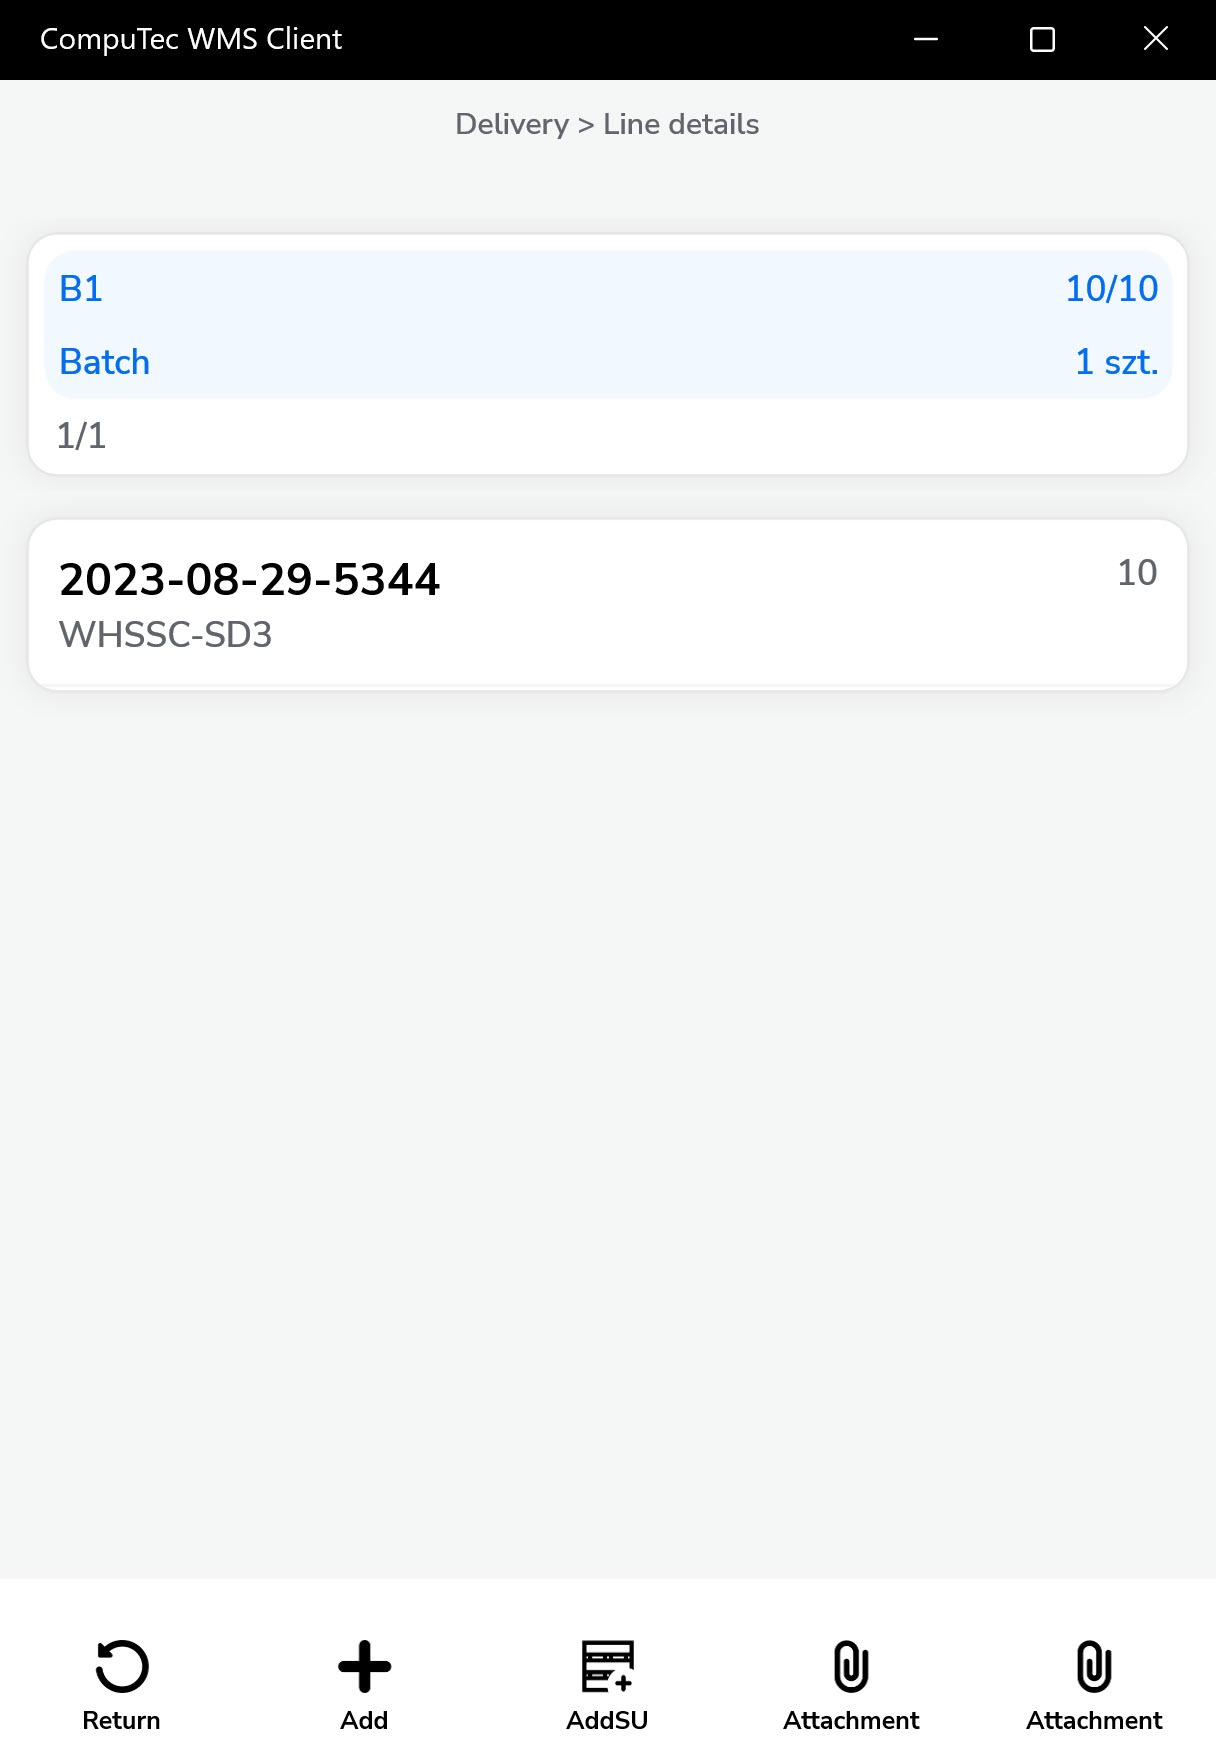 CompuTec WMS Client
Delivery > Line details
B1 10/10
Batch 1 szt.
1/1
2023-08-29-5344 10
WHSSC-SD3
Return Add AddSU Attachment Attachment